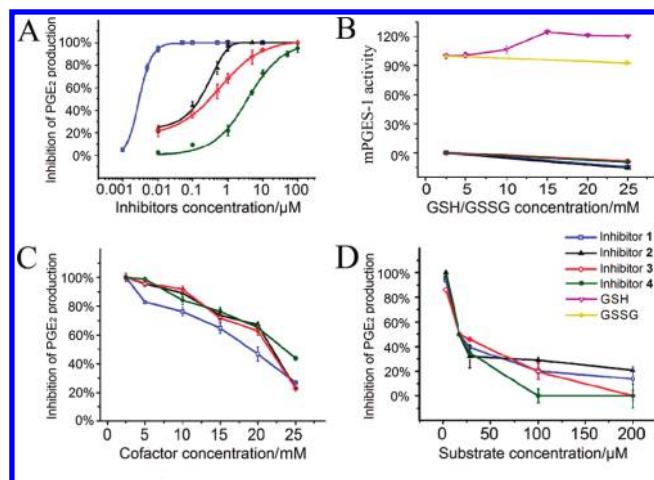 A
B
Inhibition of PGE₂ production
100%
80%
60%
40%
20%
0%
0.001 0.01 0.1 1 10 100
Inhibitors concentration/µM
mPGES-1 activity
120%
90%
60%
30%
0%
0 5 10 15 20 25
GSH/GSSG concentration/mM
C
D
Inhibition of PGE₂ production
100%
80%
60%
40%
20%
0%
5 10 15 20 25
Cofactor concentration/mM
Inhibitor 1
Inhibitor 2
Inhibitor 3
Inhibitor 4
GSH
GSSG
Inhibition of PGE₂ production
100%
80%
60%
40%
20%
0%
0 50 100 150 200
Substrate concentration/µM